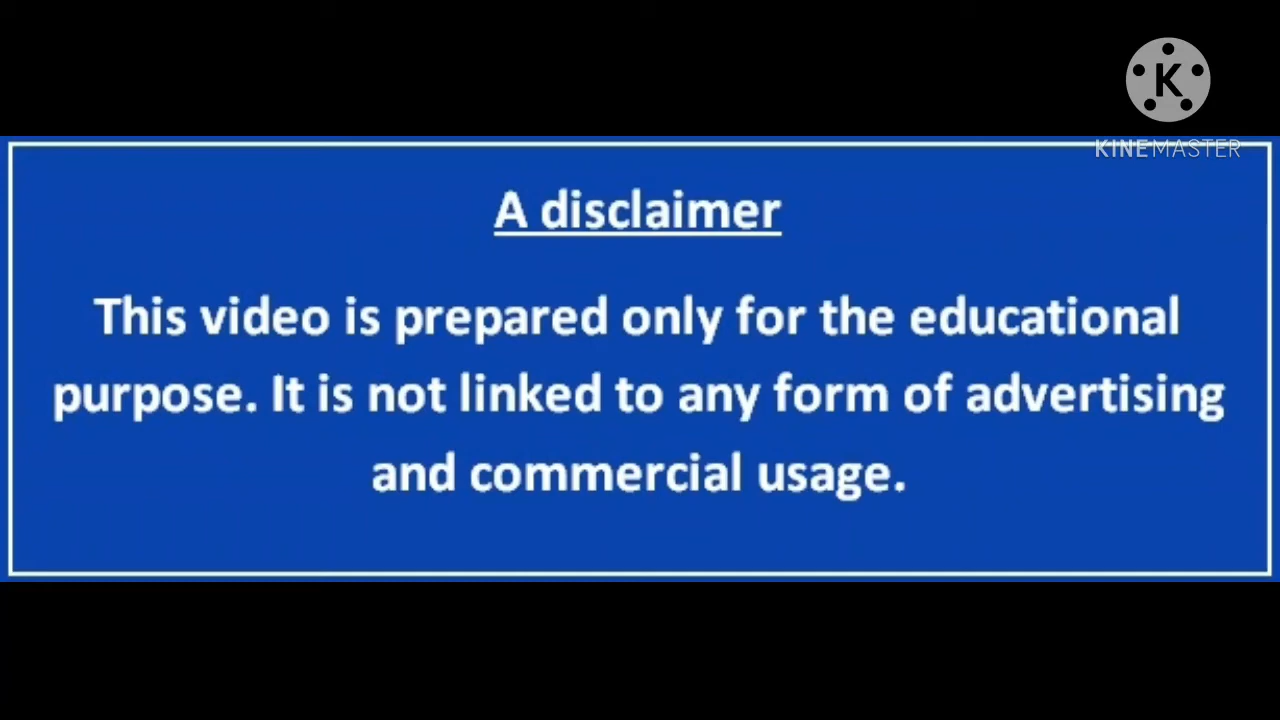 K
KINEMASTER
A disclaimer
This video is prepared only for the educational
purpose. It is not linked to any form of advertising
and commercial usage.